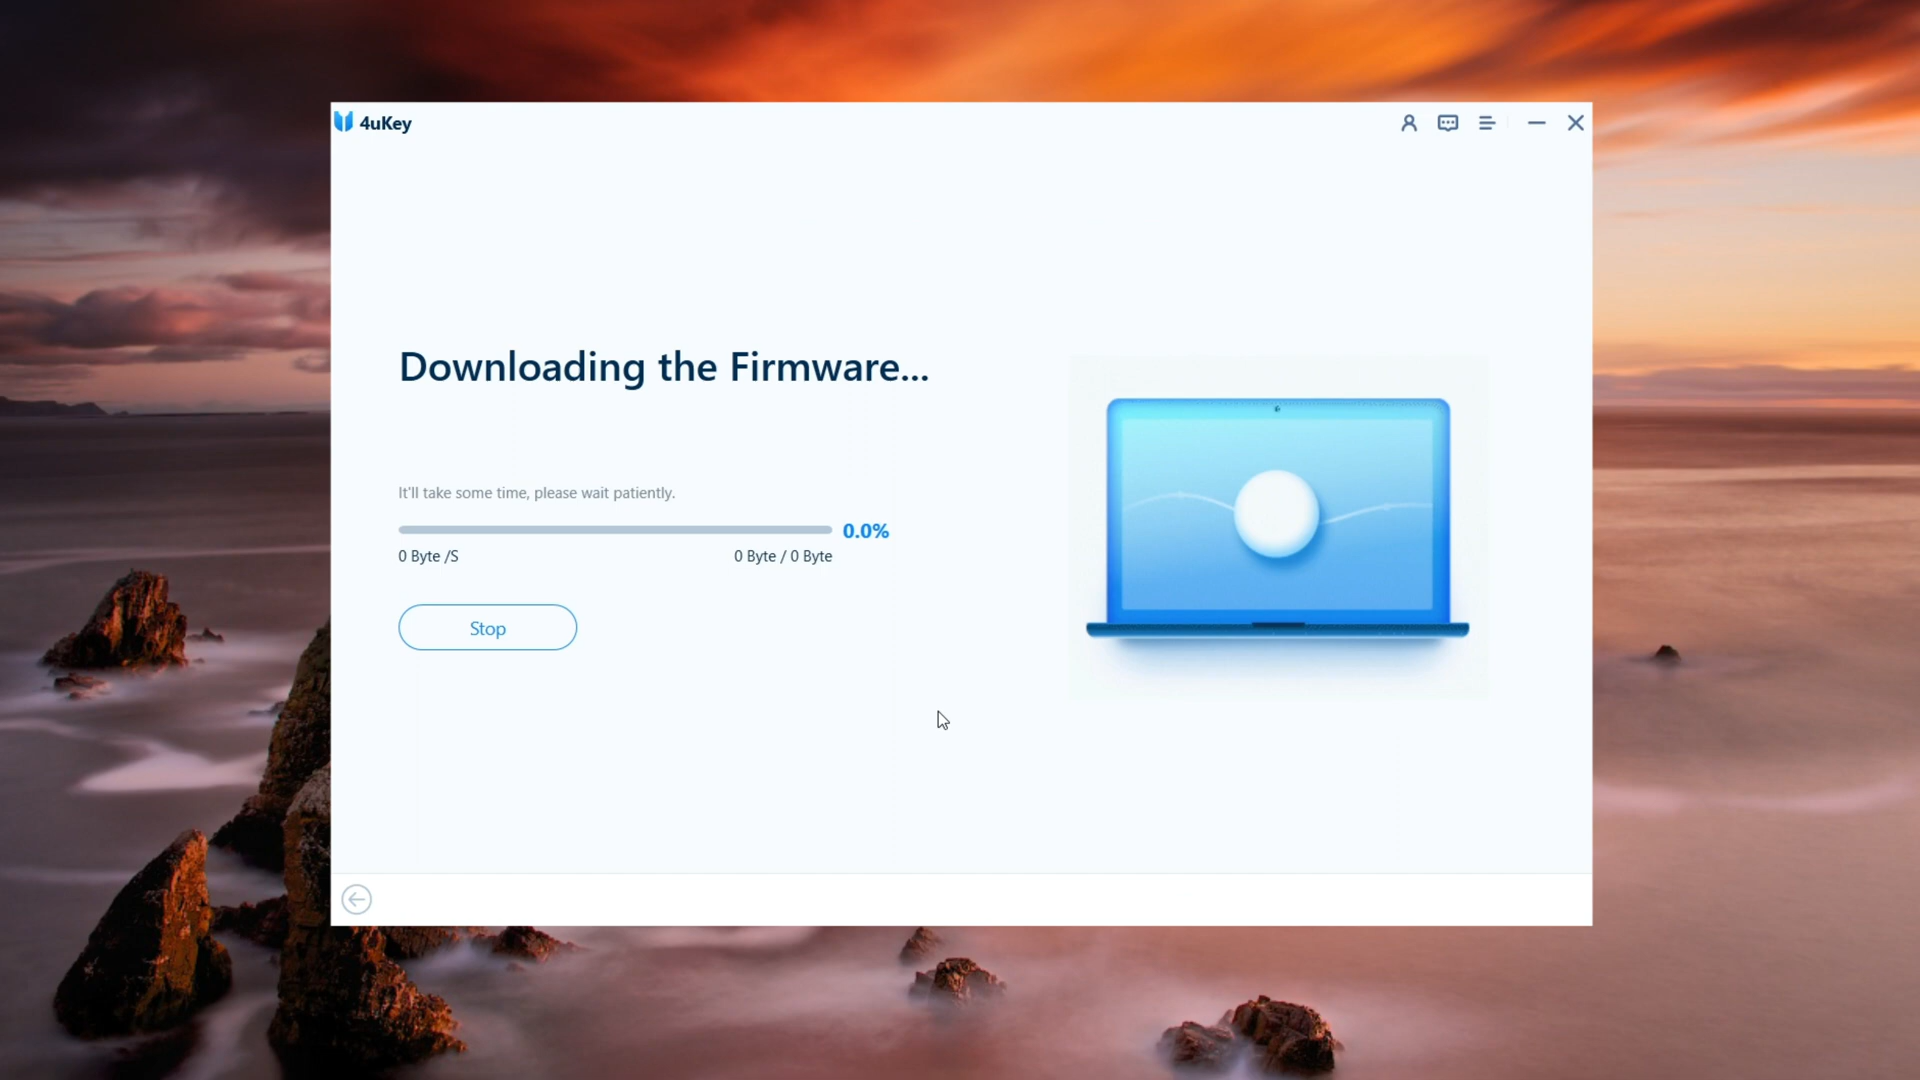 4uKey
Downloading the Firmware...
It'll take some time, please wait patiently.
0.0%
0 Byte /S
0 Byte / 0 Byte
Stop